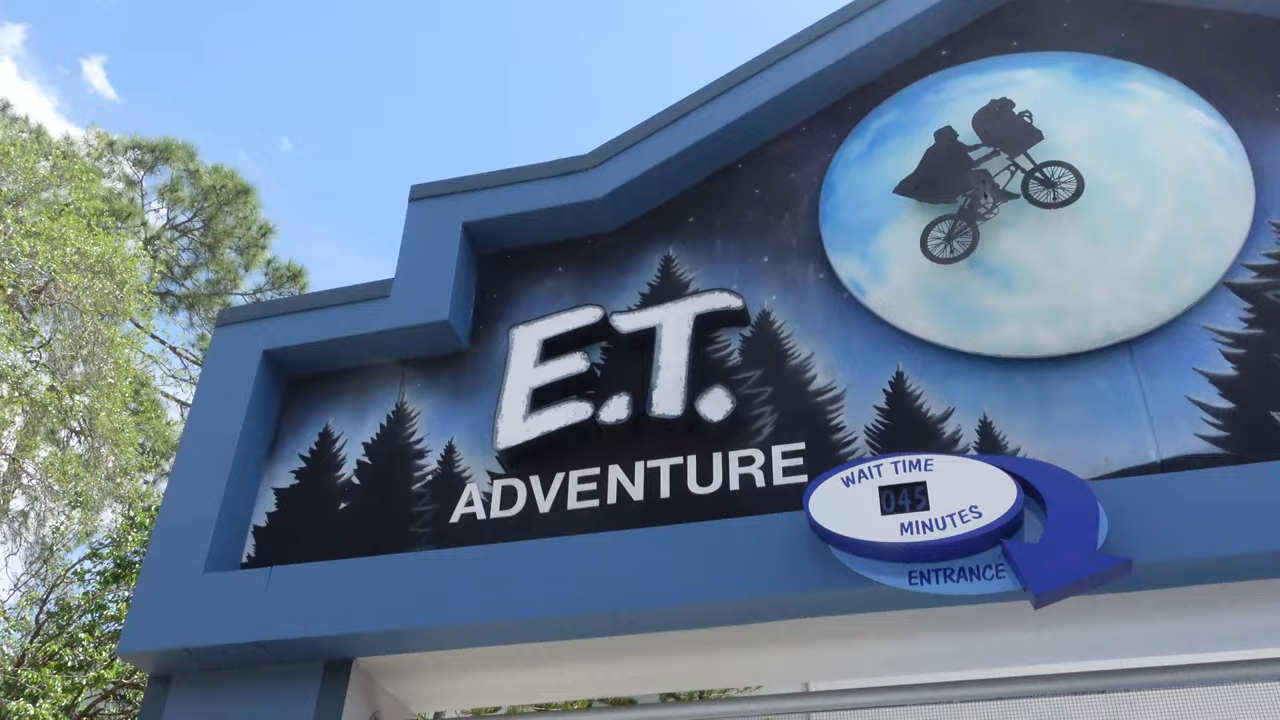 E.T.
ADVENTURE
WAIT TIME
045
MINUTES
ENTRANCE